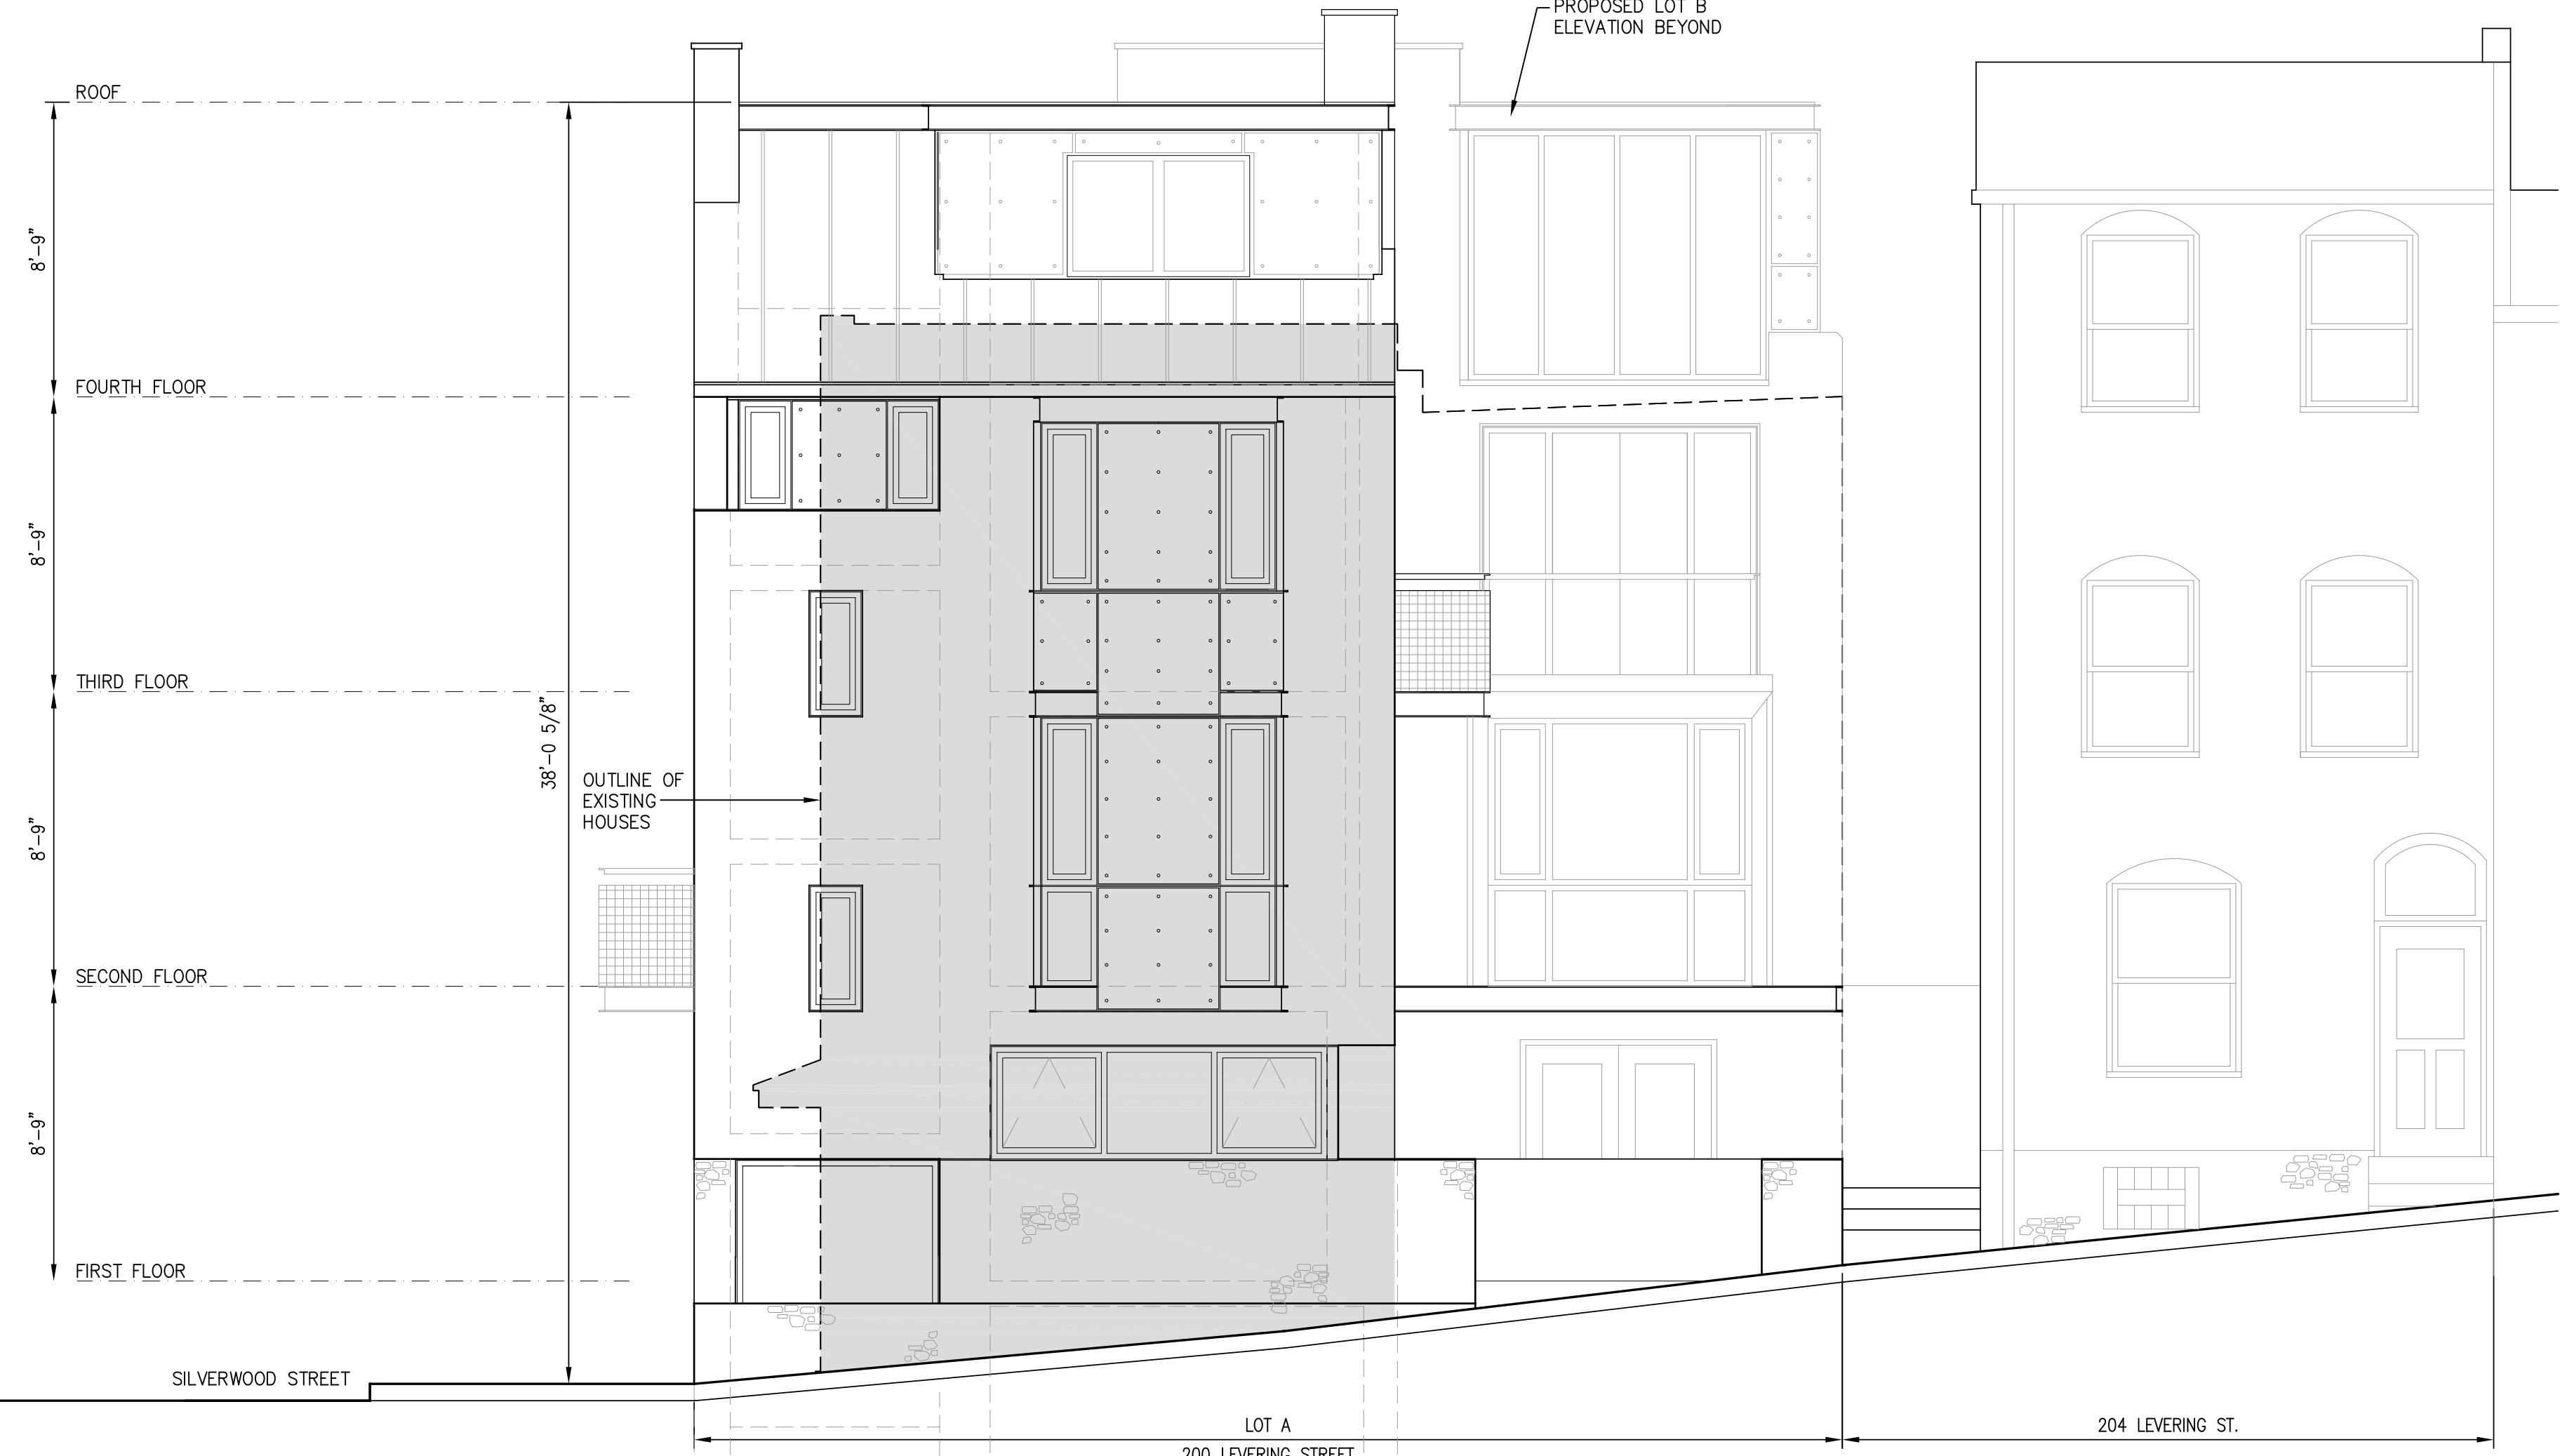 PROPOSED LOT B
ELEVATION BEYOND
ROOF
8'-9"
FOURTH FLOOR
8'-9"
THIRD FLOOR
38'-0 5/8"
OUTLINE OF
EXISTING
HOUSES
8'-9"
SECOND FLOOR
8'-9"
FIRST FLOOR
SILVERWOOD STREET
LOT A
200 LEVERING STREET
204 LEVERING ST.